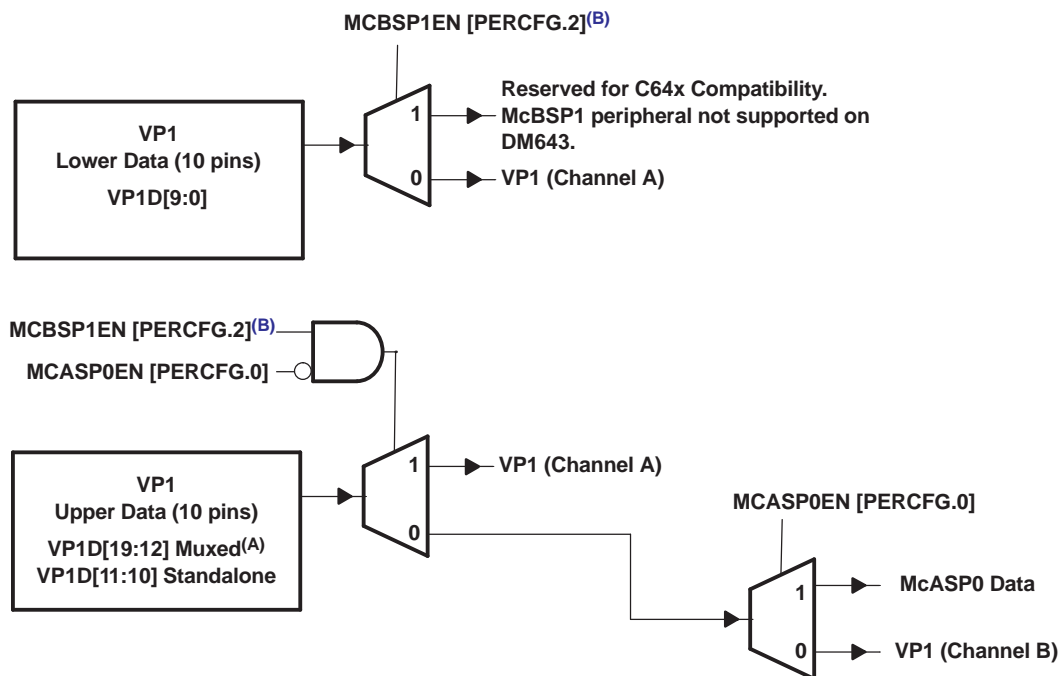 MCBSP1EN [PERCFG.2](B)
1
Reserved for C64x Compatibility.
McBSP1 peripheral not supported on
DM643.
0
VP1 (Channel A)
VP1
Lower Data (10 pins)
VP1D[9:0]
MCBSP1EN [PERCFG.2](B)
MCASP0EN [PERCFG.0]
1
VP1 (Channel A)
0
VP1
Upper Data (10 pins)
VP1D[19:12] Muxed(A)
VP1D[11:10] Standalone
MCASP0EN [PERCFG.0]
1
McASP0 Data
0
VP1 (Channel B)